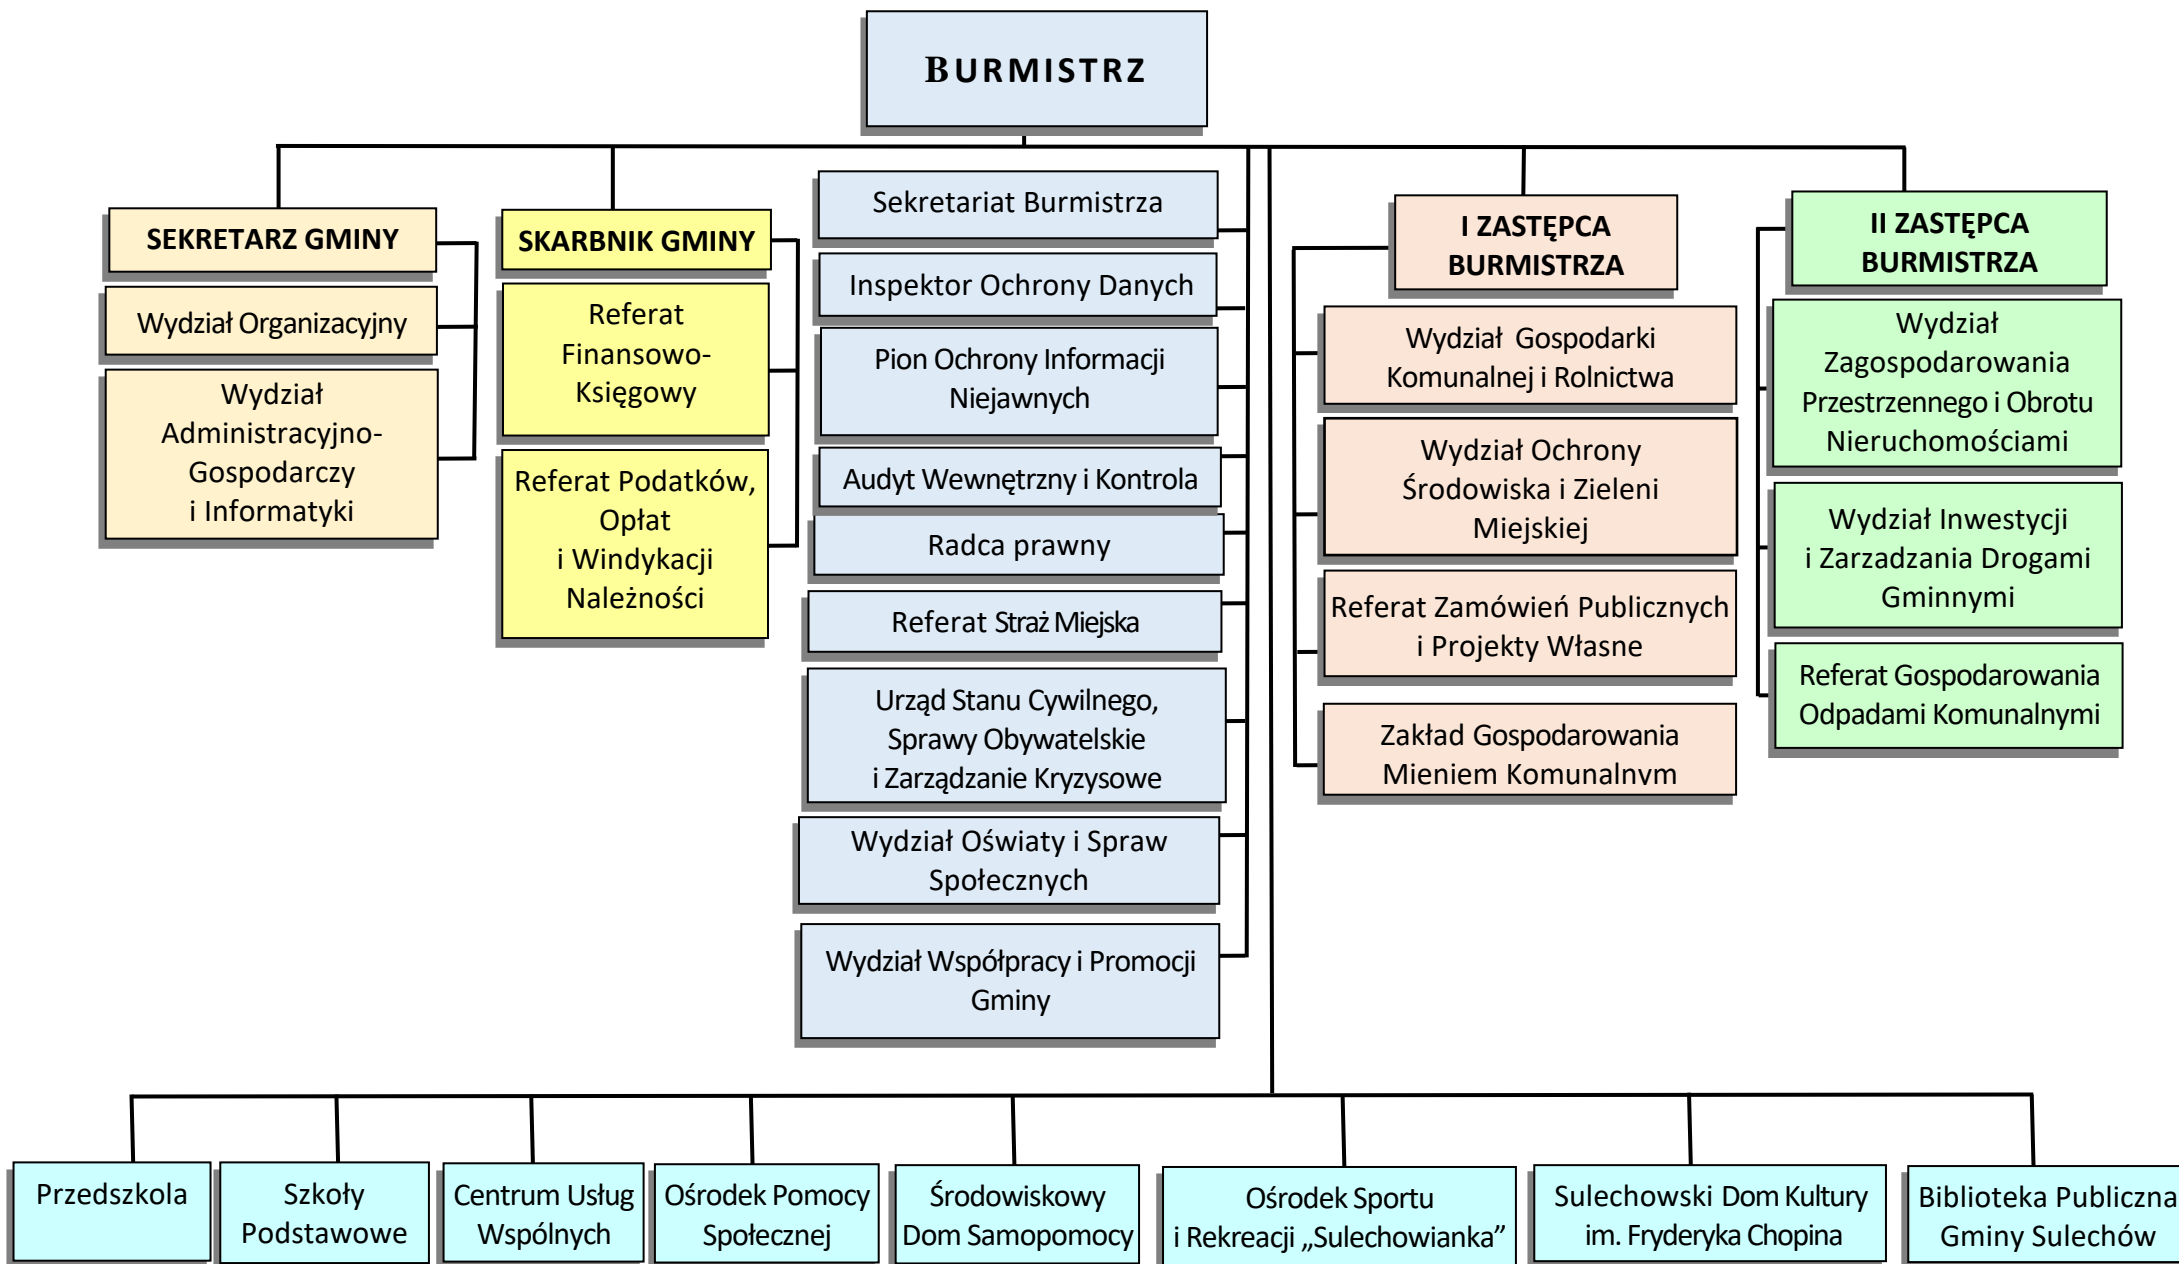 BURMISTRZ
SEKRETARZ GMINY
Wydział Organizacyjny
Wydział
Administracyjno-
Gospodarczy
i Informatyki
SKARBNIK GMINY
Referat
Finansowo-
Księgowy
Referat Podatków,
Opłat
i Windykacji
Należności
Sekretariat Burmistrza
Inspektor Ochrony Danych
Pion Ochrony Informacji
Niejawnych
Audyt Wewnętrzny i Kontrola
Radca prawny
Referat Straż Miejska
Urząd Stanu Cywilnego,
Sprawy Obywatelskie
i Zarządzanie Kryzysowe
Wydział Oświaty i Spraw
Społecznych
Wydział Współpracy i Promocji
Gminy
I ZASTĘPCA
BURMISTRZA
Wydział Gospodarki
Komunalnej i Rolnictwa
Wydział Ochrony
Środowiska i Zieleni
Miejskiej
Referat Zamówień Publicznych
i Projekty Własne
Zakład Gospodarowania
Mieniem Komunalnym
II ZASTĘPCA
BURMISTRZA
Wydział
Zagospodarowania
Przestrzennego i Obrotu
Nieruchomościami
Wydział Inwestycji
i Zarzadzania Drogami
Gminnymi
Referat Gospodarowania
Odpadami Komunalnymi
Przedszkola
Szkoły
Podstawowe
Centrum Usług
Wspólnych
Ośrodek Pomocy
Społecznej
Środowiskowy
Dom Samopomocy
Ośrodek Sportu
i Rekreacji „Sulechowianka”
Sulechowski Dom Kultury
im. Fryderyka Chopina
Biblioteka Publiczna
Gminy Sulechów